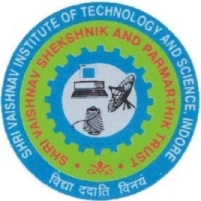 SHRI VAISHNAV INSTITUTE OF TECHNOLOGY AND SCIENCE, INDORE
SHRI VAISHNAV SHEKSHNIK AND PARMARTHIK TRUST
विद्या ददाति विनयं